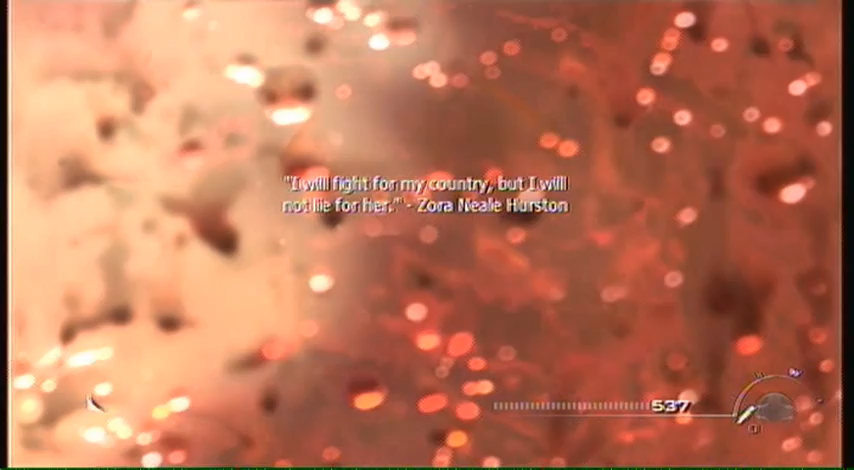 "I will fight for my country, but I will
not lie for her." - Zora Neale Hurston
537